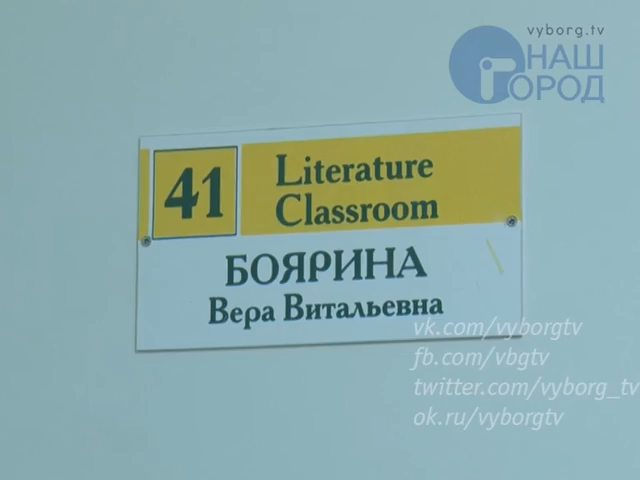 vyborg.tv
НАШ
ГОРОД
41
Literature
Classroom
БОЯРИНА
Вера Витальевна
vk.com/vyborgtv
fb.com/vbgtv
twitter.com/vyborg_tv
ok.ru/vyborgtv